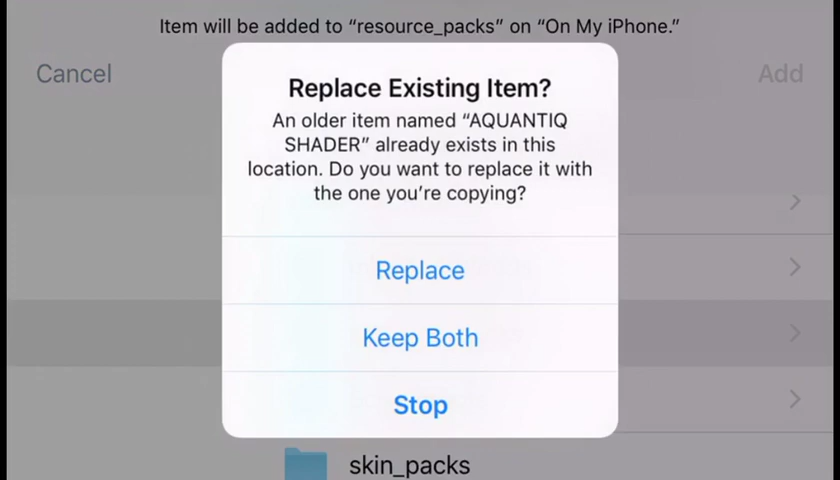 Item will be added to “resource_packs” on “On My iPhone.”
Cancel
Add
Replace Existing Item?
An older item named “AQUANTIQ
SHADER” already exists in this
location. Do you want to replace it with
the one you’re copying?
Replace
Keep Both
Stop
skin_packs